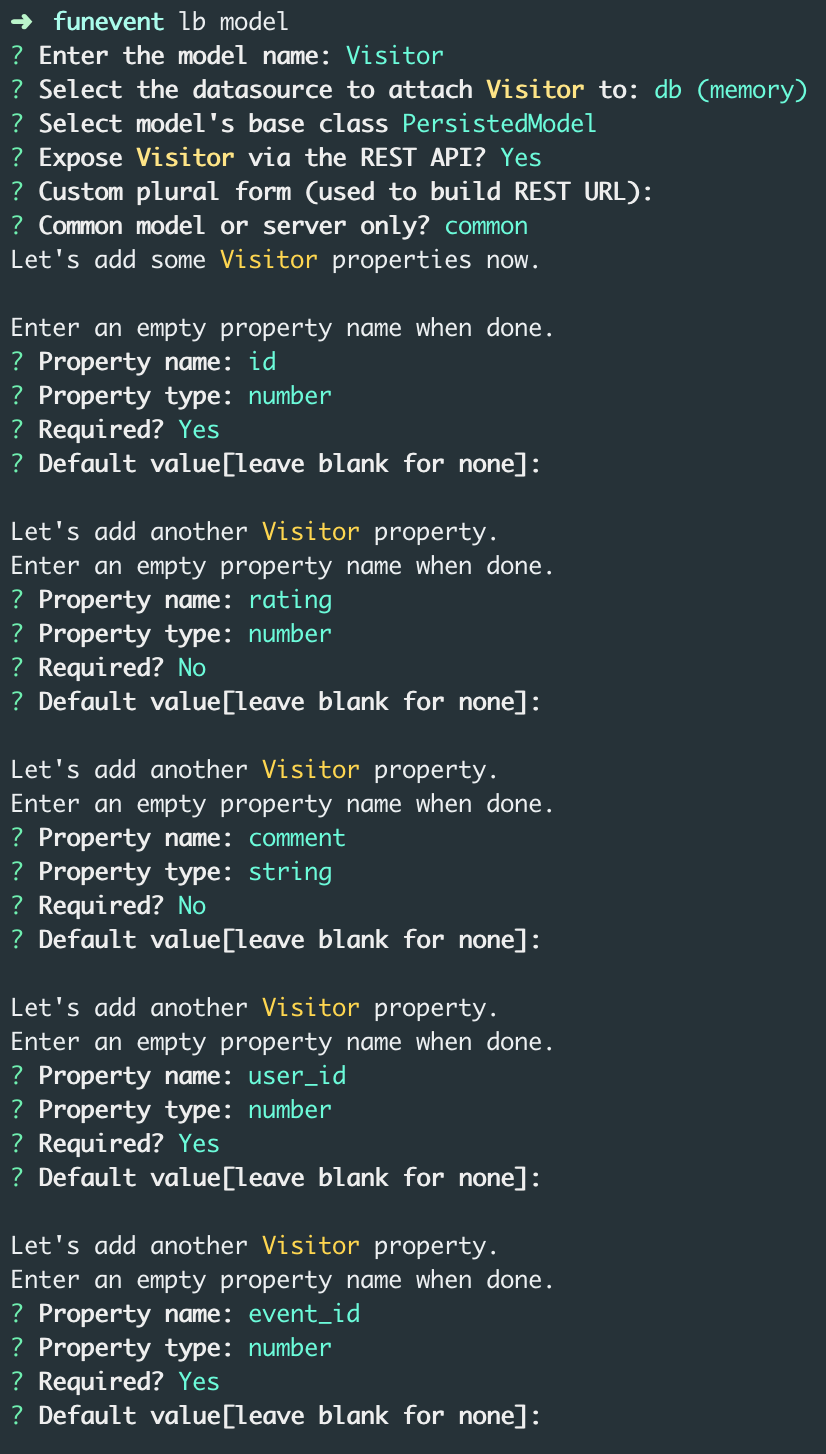 ➜ funevent lb model
? Enter the model name: Visitor
? Select the datasource to attach Visitor to: db (memory)
? Select model's base class PersistedModel
? Expose Visitor via the REST API? Yes
? Custom plural form (used to build REST URL):
? Common model or server only? common
Let's add some Visitor properties now.

Enter an empty property name when done.
? Property name: id
? Property type: number
? Required? Yes
? Default value[leave blank for none]:

Let's add another Visitor property.
Enter an empty property name when done.
? Property name: rating
? Property type: number
? Required? No
? Default value[leave blank for none]:

Let's add another Visitor property.
Enter an empty property name when done.
? Property name: comment
? Property type: string
? Required? No
? Default value[leave blank for none]:

Let's add another Visitor property.
Enter an empty property name when done.
? Property name: user_id
? Property type: number
? Required? Yes
? Default value[leave blank for none]:

Let's add another Visitor property.
Enter an empty property name when done.
? Property name: event_id
? Property type: number
? Required? Yes
? Default value[leave blank for none]: